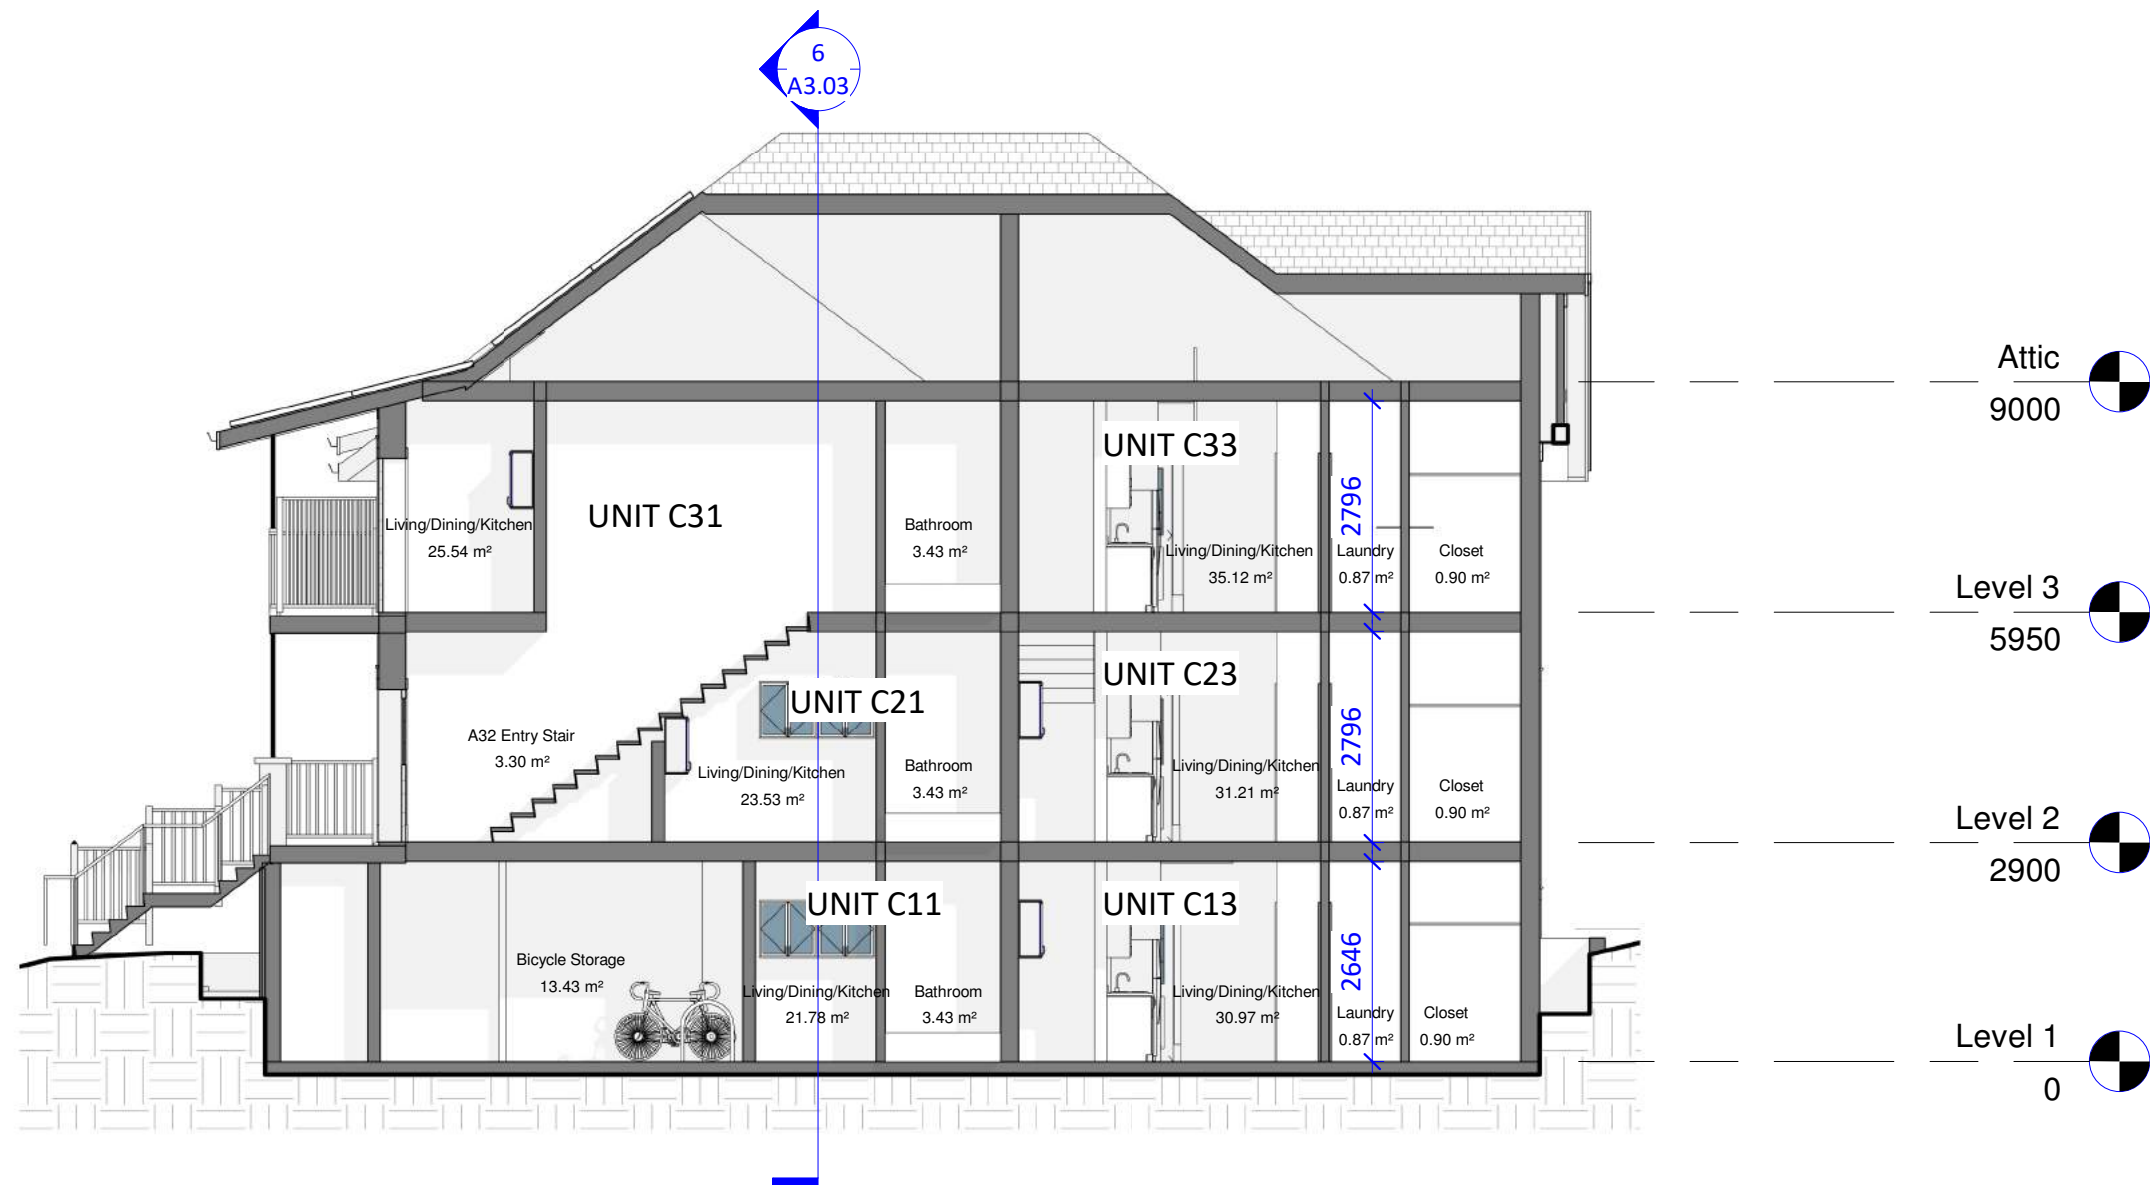 6
A3.03
Attic
9000
UNIT C33
UNIT C31
2796
Living/Dining/Kitchen
25.54 m²
Bathroom
3.43 m²
Living/Dining/Kitchen
35.12 m²
Laundry
0.87 m²
Closet
0.90 m²
Level 3
5950
UNIT C23
UNIT C21
2796
A32 Entry Stair
3.30 m²
Living/Dining/Kitchen
23.53 m²
Bathroom
3.43 m²
Living/Dining/Kitchen
31.21 m²
Laundry
0.87 m²
Closet
0.90 m²
Level 2
2900
UNIT C11
UNIT C13
2646
Bicycle Storage
13.43 m²
Living/Dining/Kitchen
21.78 m²
Bathroom
3.43 m²
Living/Dining/Kitchen
30.97 m²
Laundry
0.87 m²
Closet
0.90 m²
Level 1
0